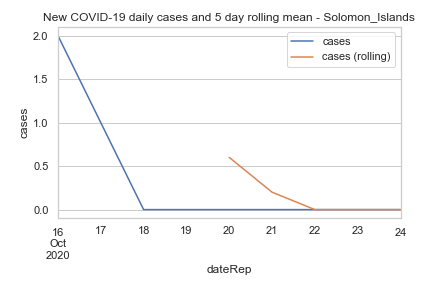 New COVID-19 daily cases and 5 day rolling mean - Solomon_Islands
cases
cases (rolling)
2.0
1.5
1.0
0.5
0.0
cases
16 17 18 19 20 21 22 23 24
Oct
2020
dateRep